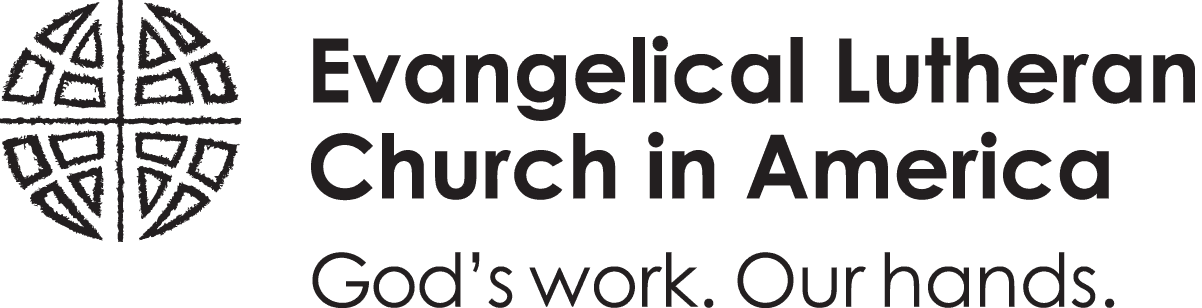 Evangelical Lutheran
Church in America
God’s work. Our hands.